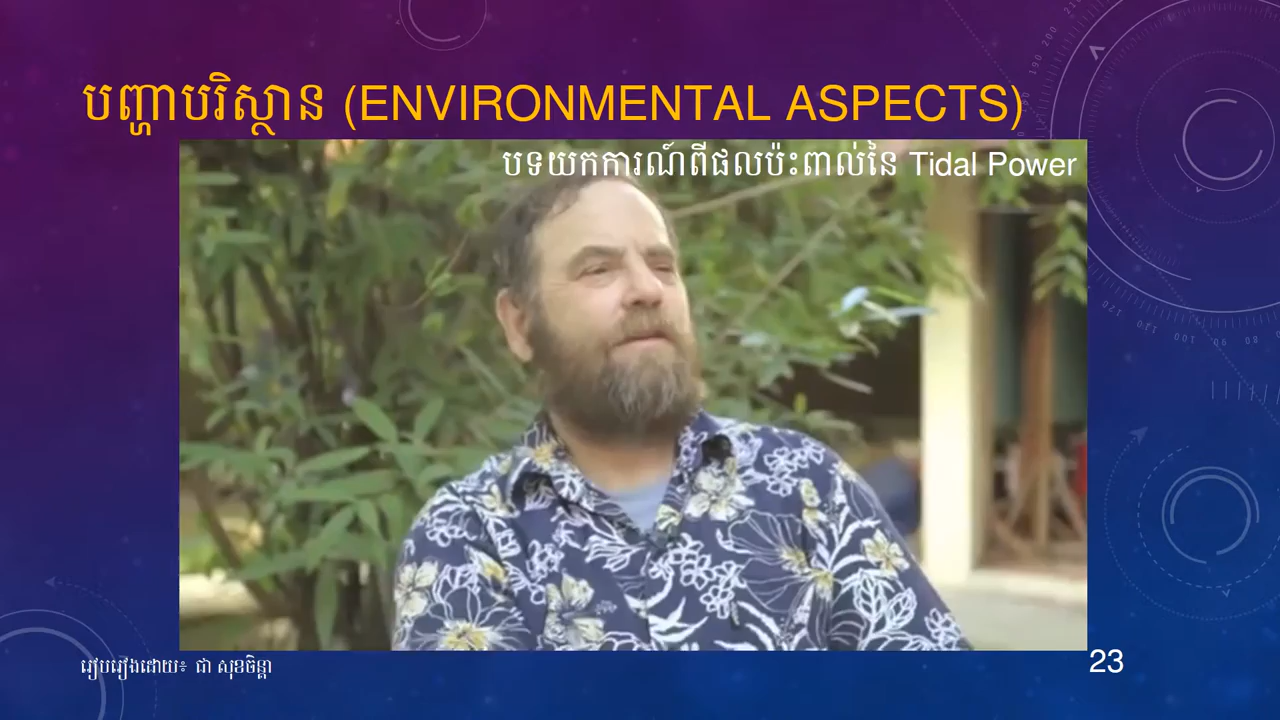 បញ្ហាបរិស្ថាន (ENVIRONMENTAL ASPECTS)
បទយកការណ៍ពីផលប៉ះពាល់នៃ Tidal Power
រៀបរៀងដោយ៖ ជា សុខចិន្តា
23